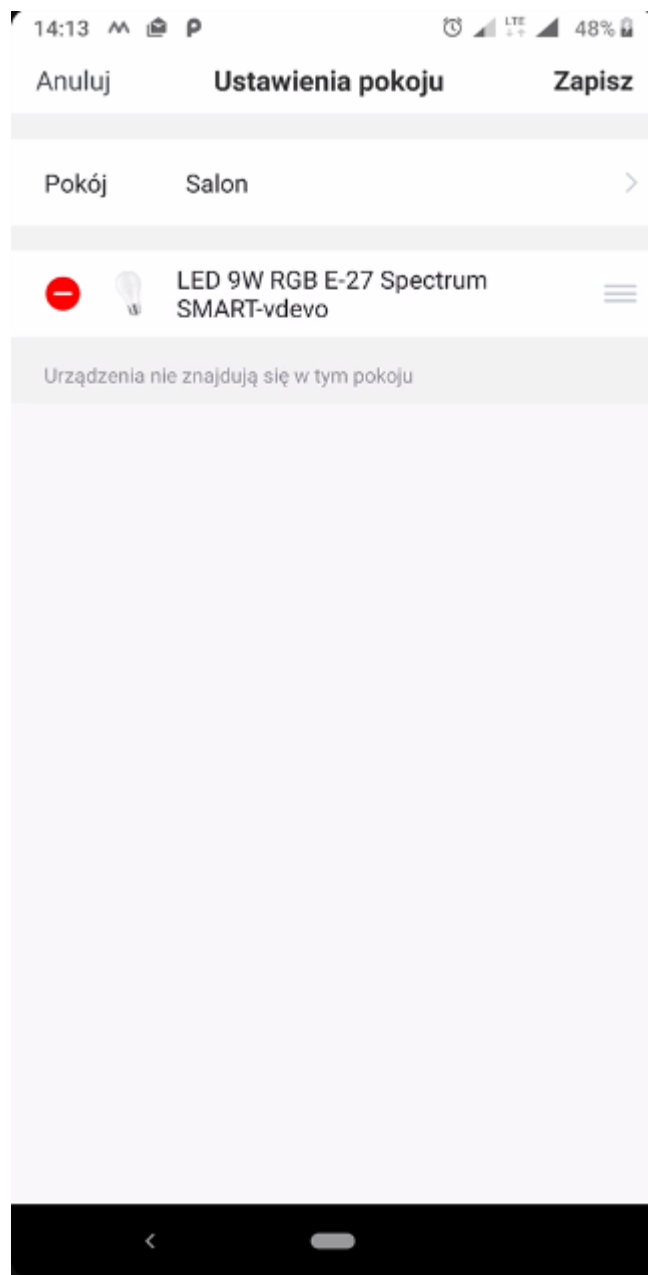 14:13 P LTE 48%
Anuluj Ustawienia pokoju Zapisz
Pokój Salon
LED 9W RGB E-27 Spectrum
SMART-vdevo
Urządzenia nie znajdują się w tym pokoju